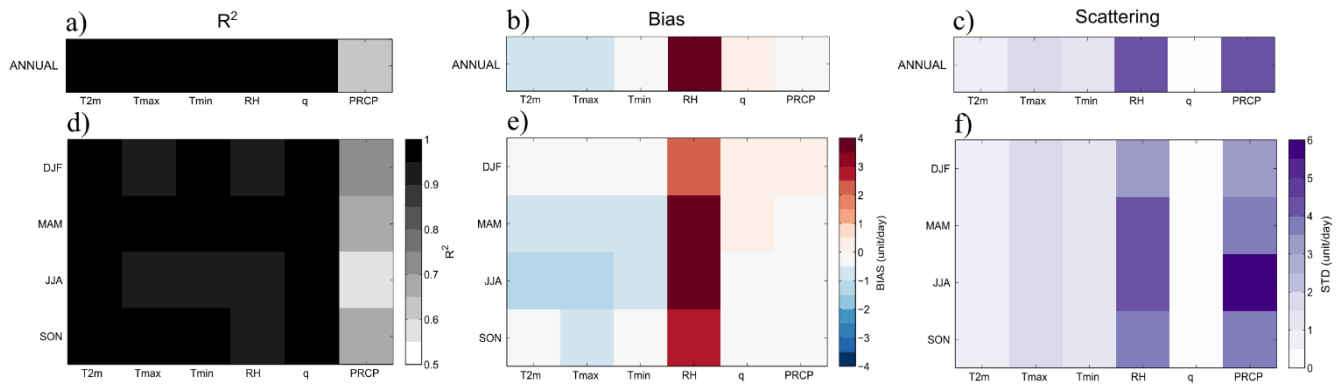 a) R² b) Bias c) Scattering
ANNUAL ANNUAL ANNUAL
T2m Tmax Tmin RH q PRCP T2m Tmax Tmin RH q PRCP T2m Tmax Tmin RH q PRCP
d) e) f)
DJF
MAM
JJA
SON
T2m Tmax Tmin RH q PRCP
1
0.9
0.8
0.7
0.6
0.5
R²
DJF
MAM
JJA
SON
T2m Tmax Tmin RH q PRCP
4
3
2
1
0
-1
-2
-3
-4
BIAS (unit/day)
DJF
MAM
JJA
SON
T2m Tmax Tmin RH q PRCP
6
5
4
3
2
1
0
STD (unit/day)